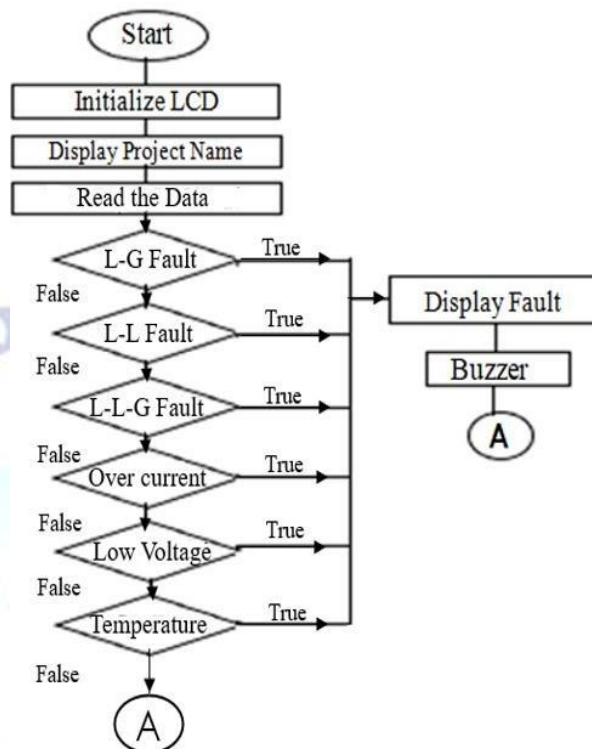 Start
Initialize LCD
Display Project Name
Read the Data
L-G Fault
True
False
L-L Fault
True
False
L-L-G Fault
True
False
Over current
True
False
Low Voltage
True
False
Temperature
True
False
A
Display Fault
Buzzer
A